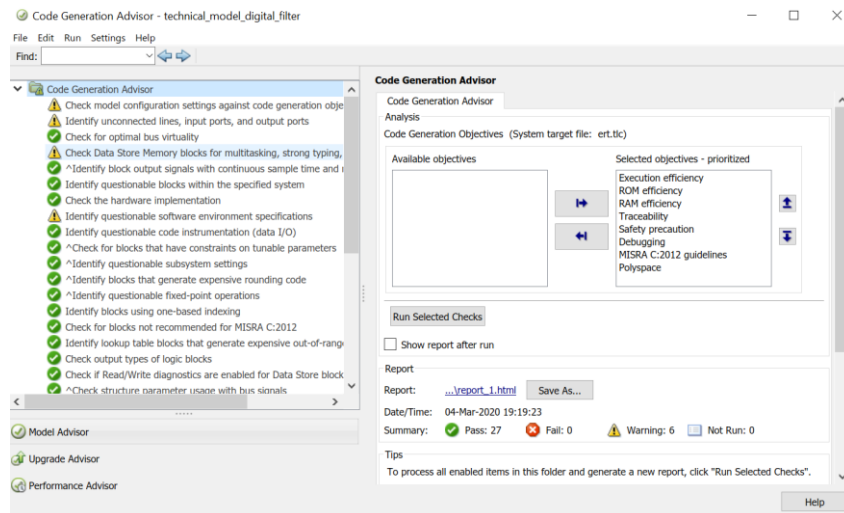 Code Generation Advisor - technical_model_digital_filter
File Edit Run Settings Help
Find:
Code Generation Advisor
Check model configuration settings against code generation obje
Identify unconnected lines, input ports, and output ports
Check for optimal bus virtuality
Check Data Store Memory blocks for multitasking, strong typing,
^Identify block output signals with continuous sample time and
Identify questionable blocks within the specified system
Check the hardware implementation
Identify questionable software environment specifications
Identify questionable code instrumentation (data I/O)
^Check for blocks that have constraints on tunable parameters
^Identify questionable subsystem settings
^Identify blocks that generate expensive rounding code
^Identify questionable fixed-point operations
Identify blocks using one-based indexing
Check for blocks not recommended for MISRA C:2012
Identify lookup table blocks that generate expensive out-of-range
Check output types of logic blocks
Check if Read/Write diagnostics are enabled for Data Store block
^Check structure parameter usage with bus signals
Model Advisor
Upgrade Advisor
Performance Advisor
Code Generation Advisor
Code Generation Advisor
Analysis
Code Generation Objectives (System target file: ert.tlc)
Available objectives
Selected objectives - prioritized
Execution efficiency
ROM efficiency
RAM efficiency
Traceability
Safety precaution
Debugging
MISRA C:2012 guidelines
Polyspace
Run Selected Checks
Show report after run
Report
Report: ...\report_1.html Save As...
Date/Time: 04-Mar-2020 19:19:23
Summary: Pass: 27 Fail: 0 Warning: 6 Not Run: 0
Tips
To process all enabled items in this folder and generate a new report, click "Run Selected Checks".
Help